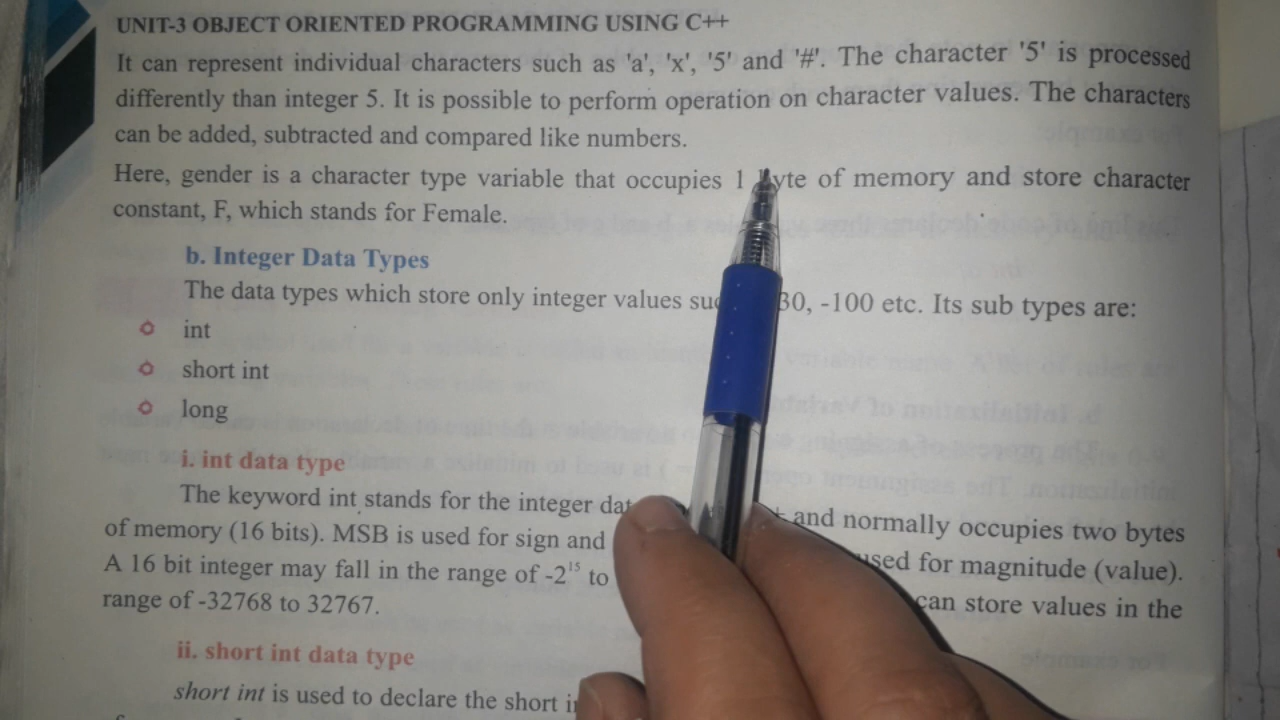 UNIT-3 OBJECT ORIENTED PROGRAMMING USING C++
It can represent individual characters such as 'a', 'x', '5' and '#'. The character '5' is processed
differently than integer 5. It is possible to perform operation on character values. The characters
can be added, subtracted and compared like numbers.
Here, gender is a character type variable that occupies 1 byte of memory and store character
constant, F, which stands for Female.
b. Integer Data Types
The data types which store only integer values 30, -100 etc. Its sub types are:
int
short int
long
i. int data type
The keyword int stands for the integer and normally occupies two bytes
of memory (16 bits). MSB is used for sign and used for magnitude (value).
A 16 bit integer may fall in the range of -2¹⁵ to can store values in the
range of -32768 to 32767.
ii. short int data type
short int is used to declare the short